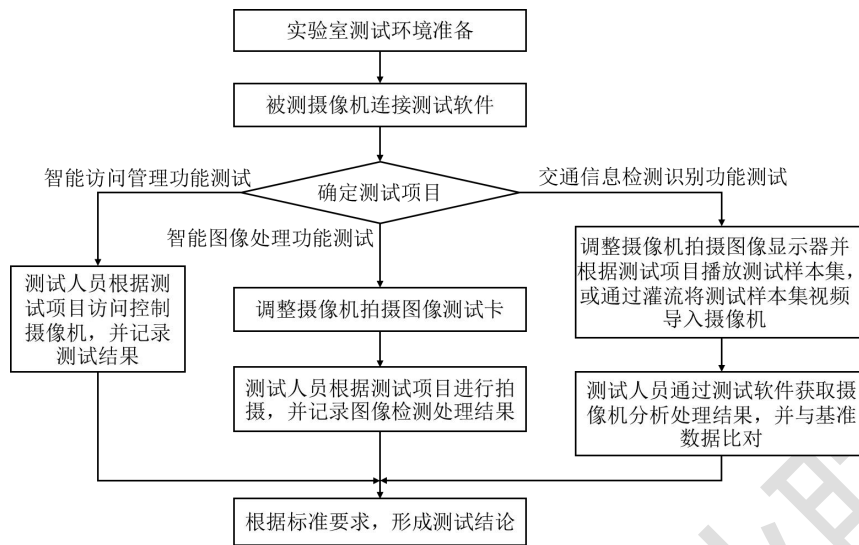 实验室测试环境准备
被测摄像机连接测试软件
确定测试项目
智能访问管理功能测试
测试人员根据测
试项目访问控制
摄像机，并记录
测试结果
智能图像处理功能测试
调整摄像机拍摄图像测试卡
测试人员根据测试项目进行拍
摄，并记录图像检测处理结果
交通信息检测识别功能测试
调整摄像机拍摄图像显示器并
根据测试项目播放测试样本集，
或通过灌流将测试样本集视频
导入摄像机
测试人员通过测试软件获取摄
像机分析处理结果，并与基准
数据比对
根据标准要求，形成测试结论